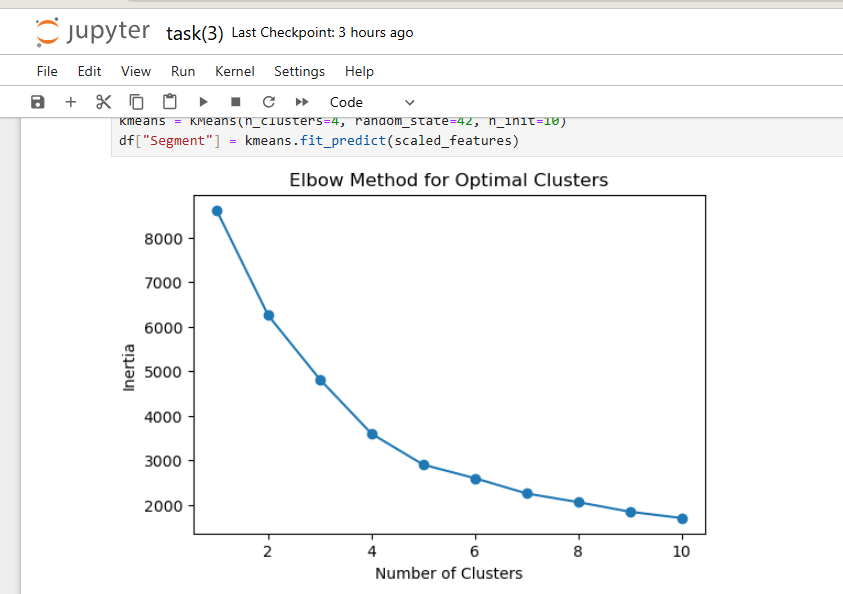 jupyter task(3) Last Checkpoint: 3 hours ago
File Edit View Run Kernel Settings Help
Code
kmeans = KMeans(n_clusters=4, random_state=42, n_init=10)
df["Segment"] = kmeans.fit_predict(scaled_features)
Elbow Method for Optimal Clusters
8000
7000
6000
5000
4000
3000
2000
Inertia
2 4 6 8 10
Number of Clusters